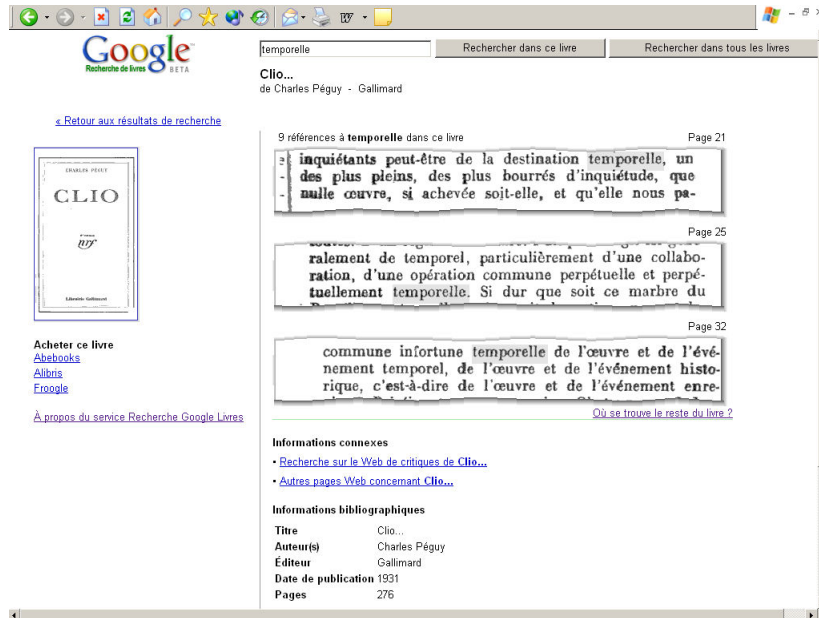 Google
Recherche de livres BETA
temporelle
Rechercher dans ce livre
Rechercher dans tous les livres
Clio...
de Charles Péguy - Gallimard
« Retour aux résultats de recherche
9 références à temporelle dans ce livre
Page 21
inquiétants peut-être de la destination temporelle, un
des plus pleins, des plus bourrés d'inquiétude, que
nulle œuvre, si achevée soit-elle, et qu'elle nous pa-
CHARLES PÉGUY
CLIO
nrf
Librairie Gallimard
Page 25
ralement de temporel, particulièrement d'une collabo-
ration, d'une opération commune perpétuelle et perpé-
tuellement temporelle. Si dur que soit ce marbre du
Page 32
commune infortune temporelle de l'œuvre et de l'évé-
nement temporel, de l'œuvre et de l'événement histo-
rique, c'est-à-dire de l'œuvre et de l'événement enre-
Acheter ce livre
Abebooks
Alibris
Froogle
À propos du service Recherche Google Livres
Où se trouve le reste du livre ?
Informations connexes
• Recherche sur le Web de critiques de Clio...
• Autres pages Web concernant Clio...
Informations bibliographiques
Titre Clio...
Auteur(s) Charles Péguy
Éditeur Gallimard
Date de publication 1931
Pages 276